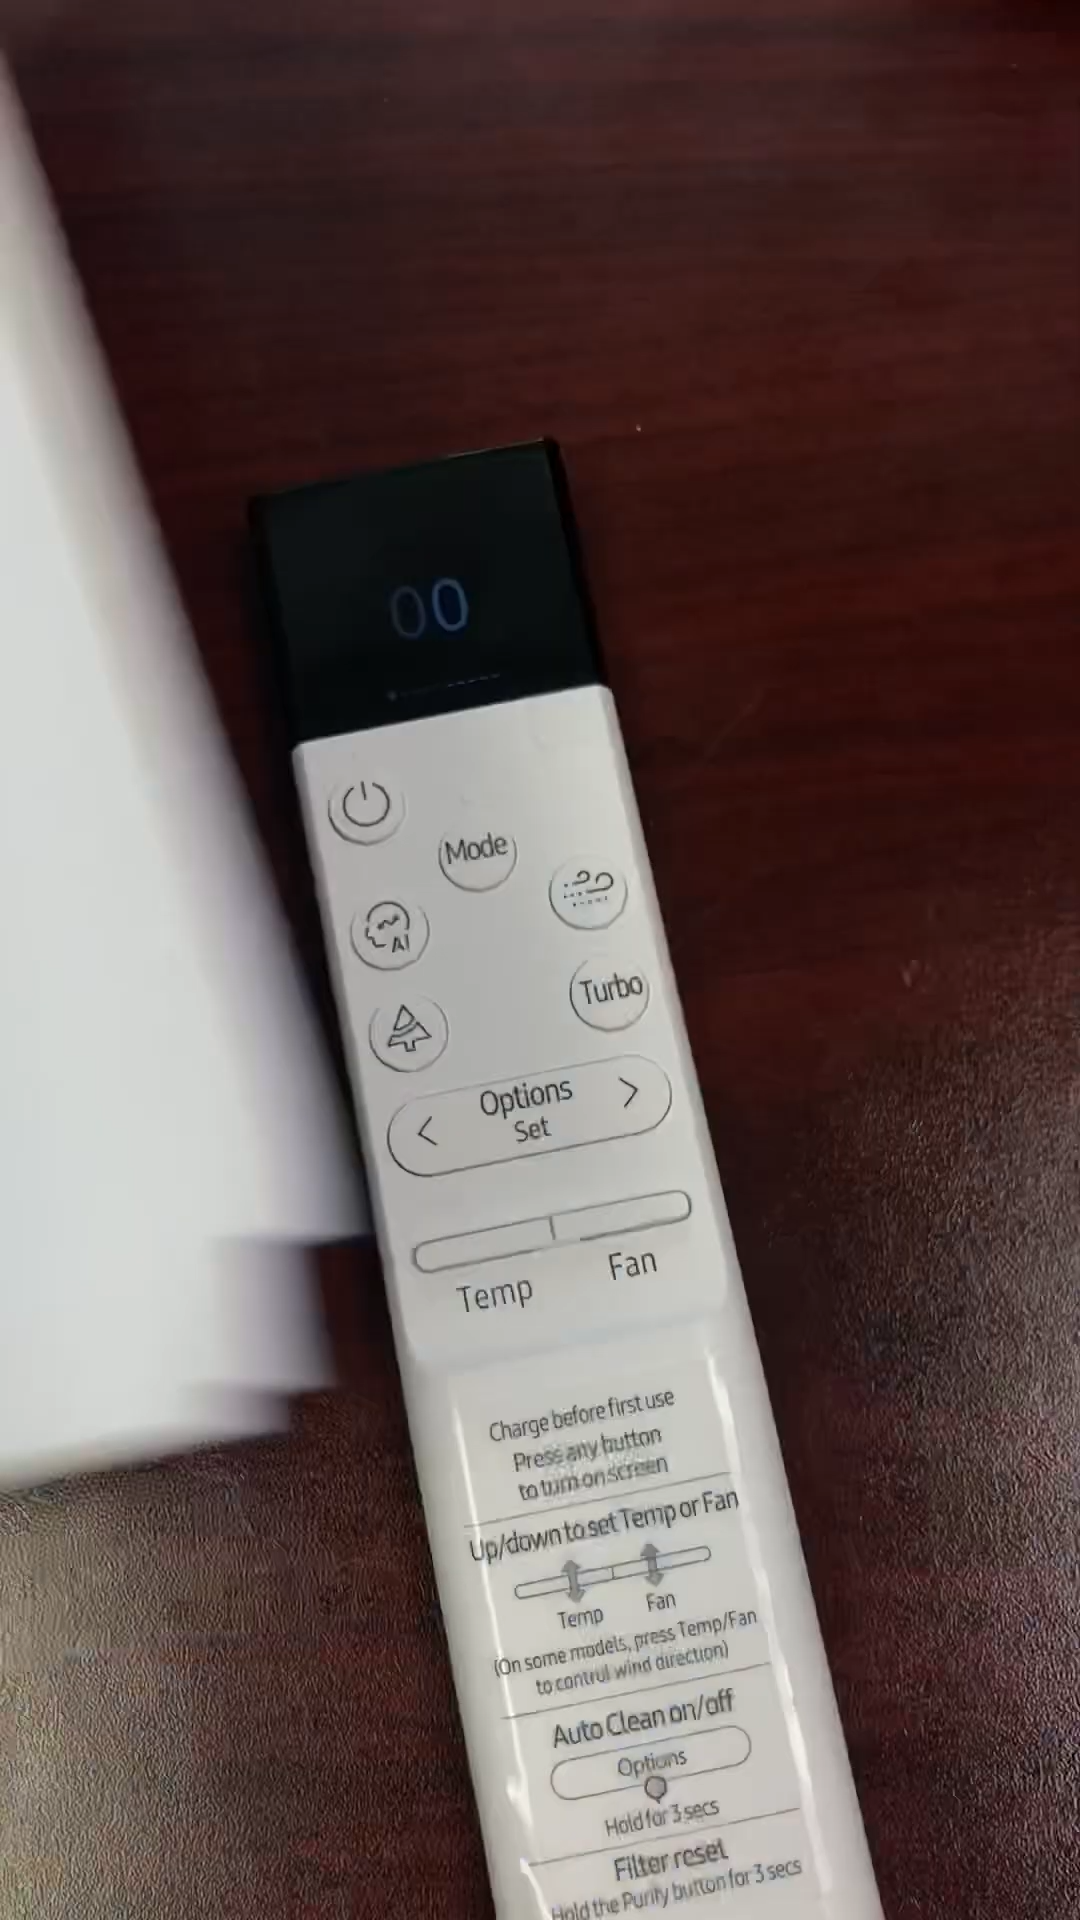 00
Mode
AI
Turbo
Options
< >
Set
Temp Fan
Charge before first use
Press any button
to turn on screen
Up/down to set Temp or Fan
Temp Fan
(On some models, press Temp/Fan
to control wind direction)
Auto Clean on/off
Options
Hold for 3 secs
Filter reset
Hold the Purify button for 3 secs